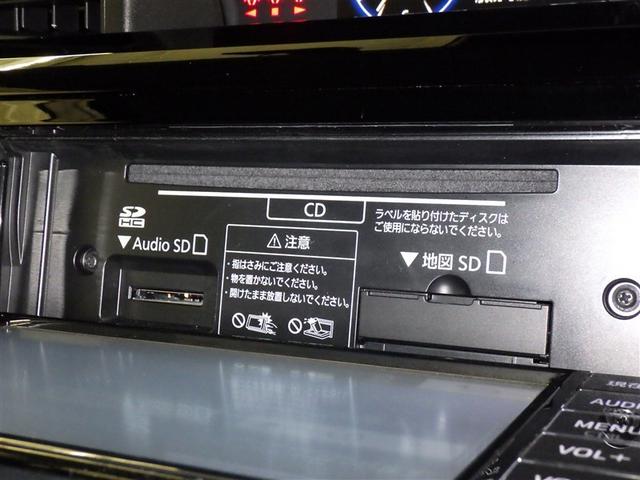 CD
ラベルを貼り付けたディスクは
ご使用にならないでください。
SD
HC
▼Audio SD
⚠注意
・指はさみにご注意ください。
・物を置かないでください。
・開けたまま放置しないでください。
▼地図 SD
現在
AUDI
MENU
VOL+